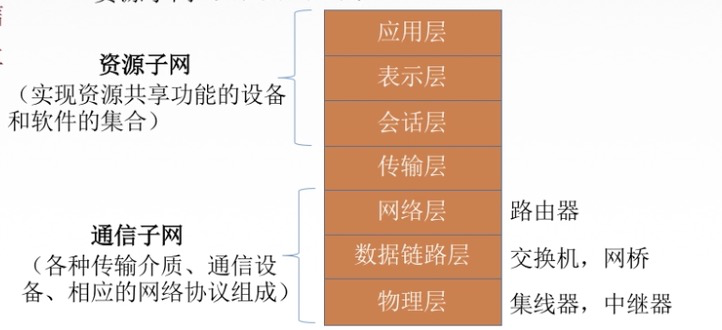 应用层
资源子网
表示层
（实现资源共享功能的设备
和软件的集合）
会话层
传输层
网络层 路由器
通信子网
数据链路层 交换机，网桥
（各种传输介质、通信设
备、相应的网络协议组成）
物理层 集线器，中继器